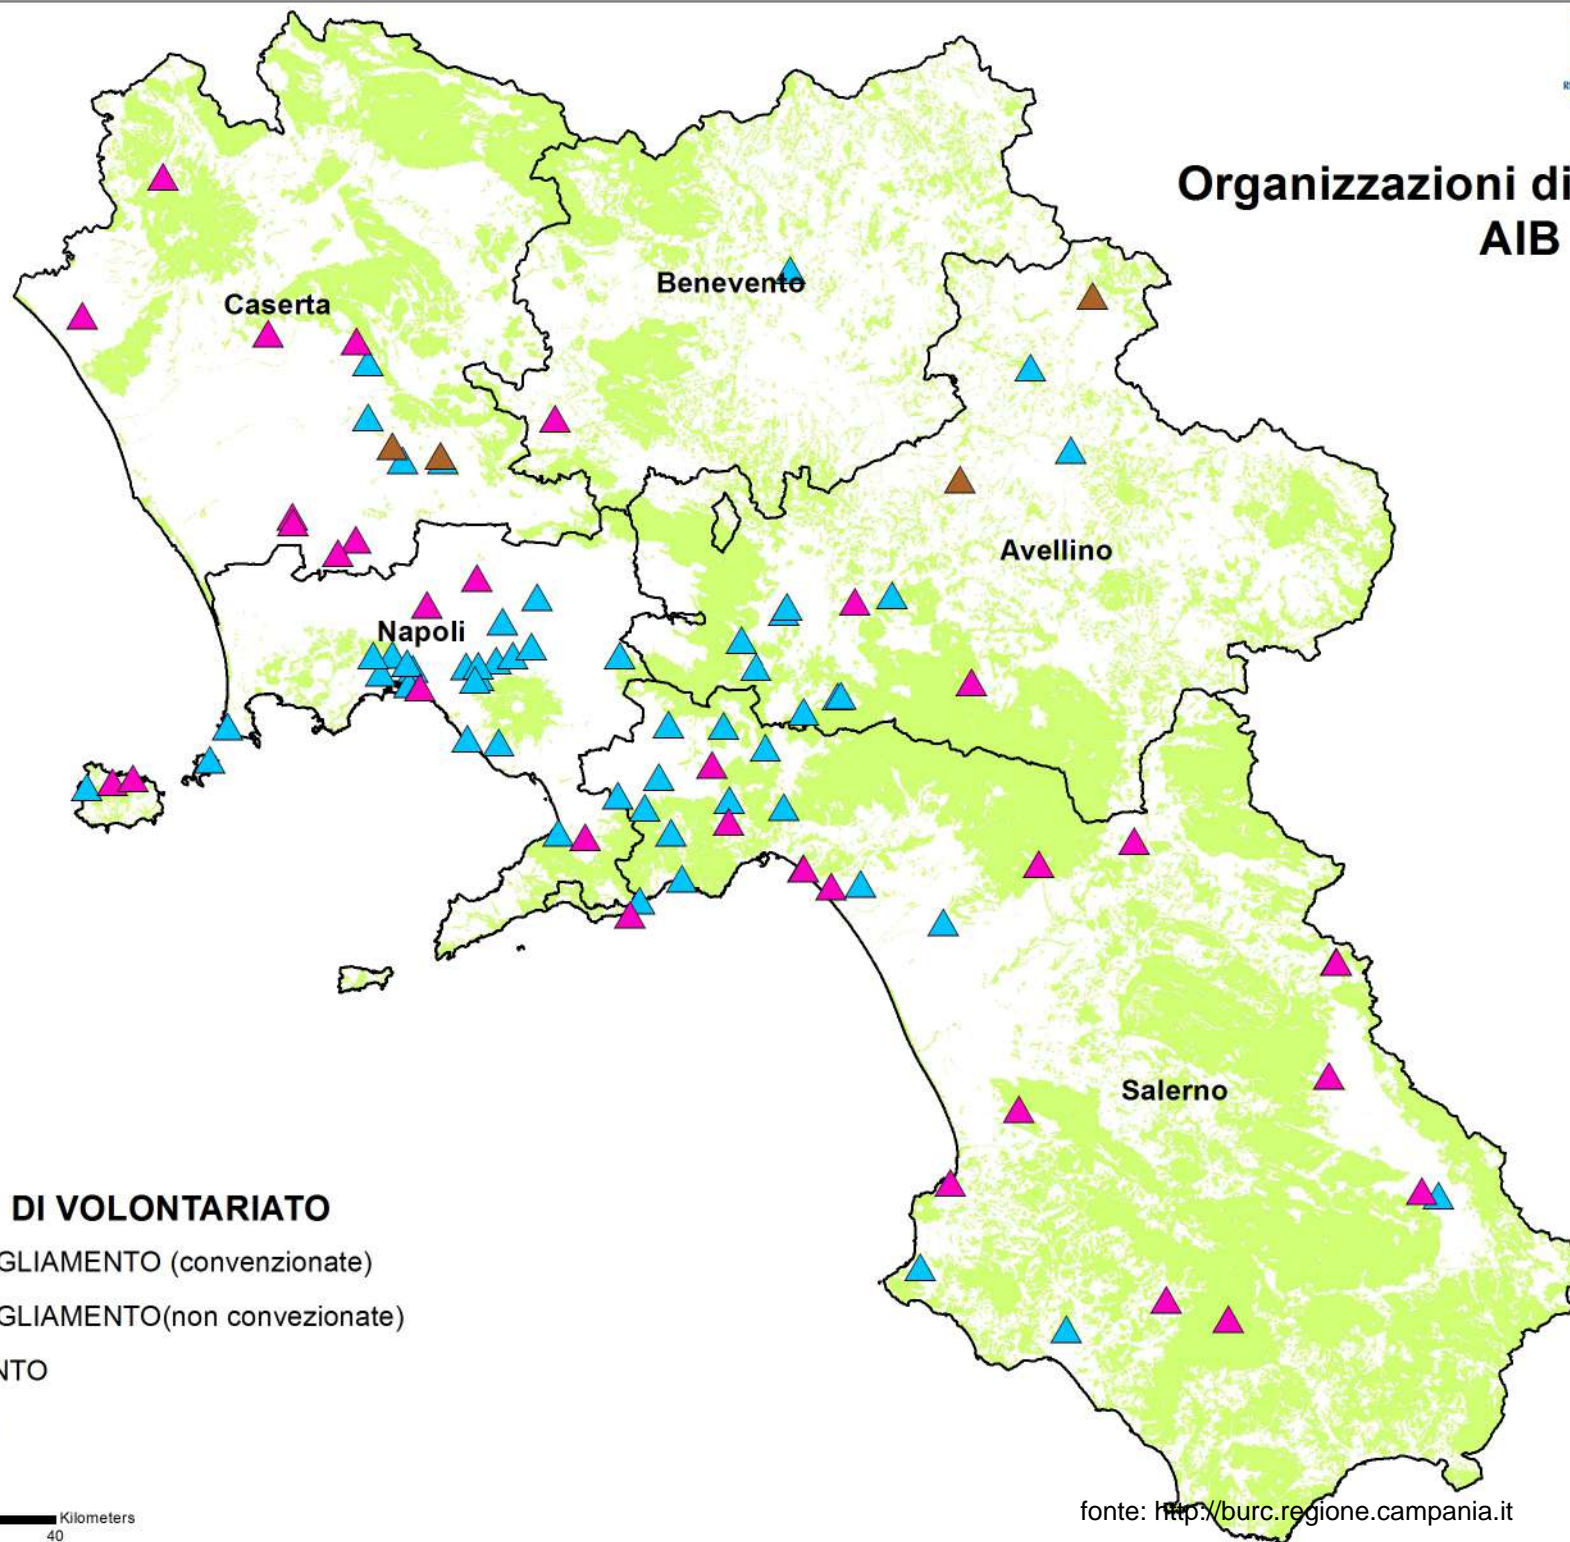 Organizzazioni di
AIB
Benevento
Caserta
Avellino
Napoli
Salerno
DI VOLONTARIATO
GLIAMENTO (convenzionate)
GLIAMENTO(non convezionate)
NTO
Kilometers
40
fonte: http://burc.regione.campania.it